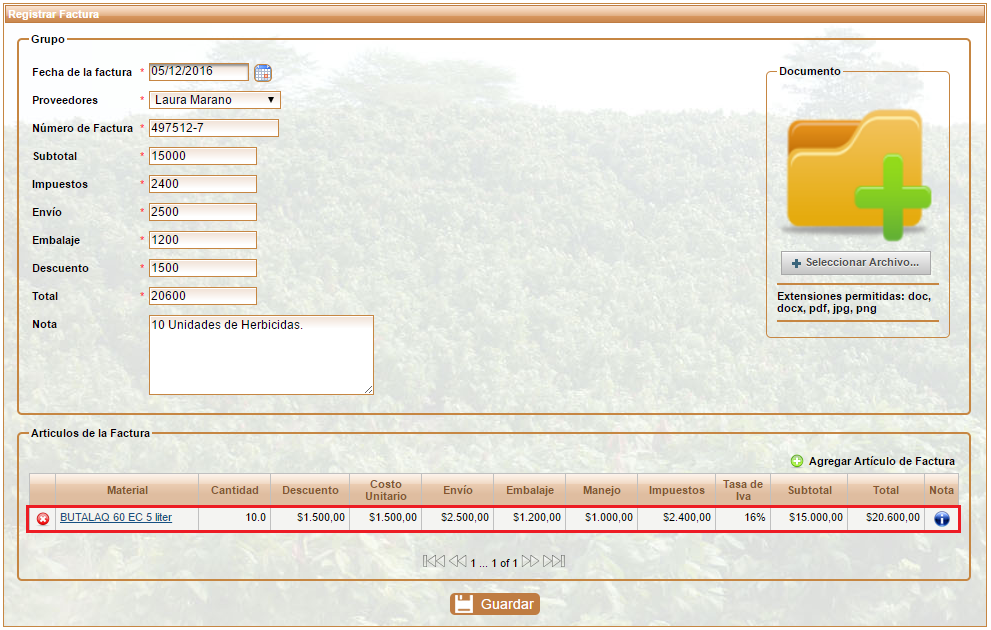 Registrar Factura
Grupo
Fecha de la factura * 05/12/2016
Proveedores * Laura Marano
Número de Factura * 497512-7
Subtotal * 15000
Impuestos * 2400
Envío * 2500
Embalaje * 1200
Descuento * 1500
Total * 20600
Nota 10 Unidades de Herbicidas.
Documento
Seleccionar Archivo...
Extensiones permitidas: doc,
docx, pdf, jpg, png
Articulos de la Factura
Agregar Artículo de Factura
Material Cantidad Descuento Costo Unitario Envío Embalaje Manejo Impuestos Tasa de Iva Subtotal Total Nota
BUTALAQ 60 EC 5 liter 10.0 $1.500,00 $1.500,00 $2.500,00 $1.200,00 $1.000,00 $2.400,00 16% $15.000,00 $20.600,00
1 ... 1 of 1
Guardar